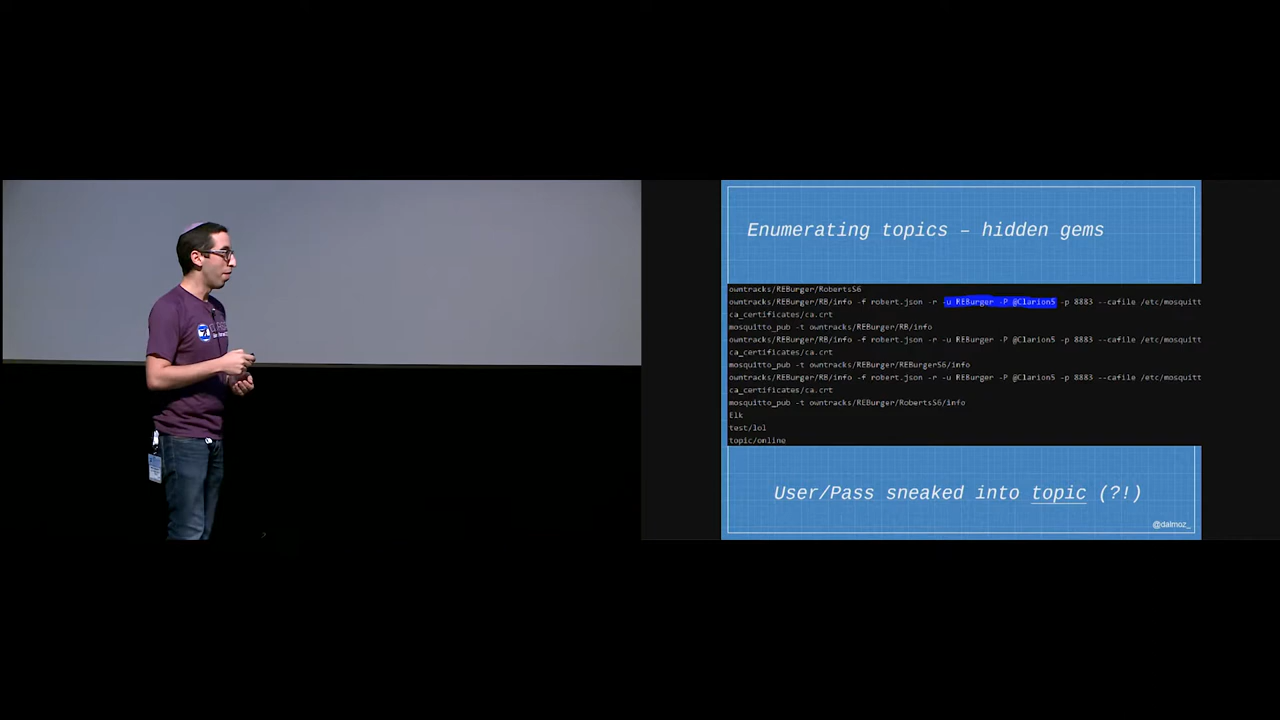 Enumerating topics – hidden gems
owntracks/REBurger/RobertsS6
owntracks/REBurger/RB/info -f robert.json -r -u REBurger -P @Clarion5 -p 8883 --cafile /etc/mosquitt
ca_certificates/ca.crt
mosquitto_pub -t owntracks/REBurger/RB/info
owntracks/REBurger/RB/info -f robert.json -r -u REBurger -P @Clarion5 -p 8883 --cafile /etc/mosquitt
ca_certificates/ca.crt
mosquitto_pub -t owntracks/REBurger/REBurgerS6/info
owntracks/REBurger/RB/info -f robert.json -r -u REBurger -P @Clarion5 -p 8883 --cafile /etc/mosquitt
ca_certificates/ca.crt
mosquitto_pub -t owntracks/REBurger/RobertsS6/info
Elk
test/lol
topic/online
User/Pass sneaked into topic (?!)
@dalmoz_